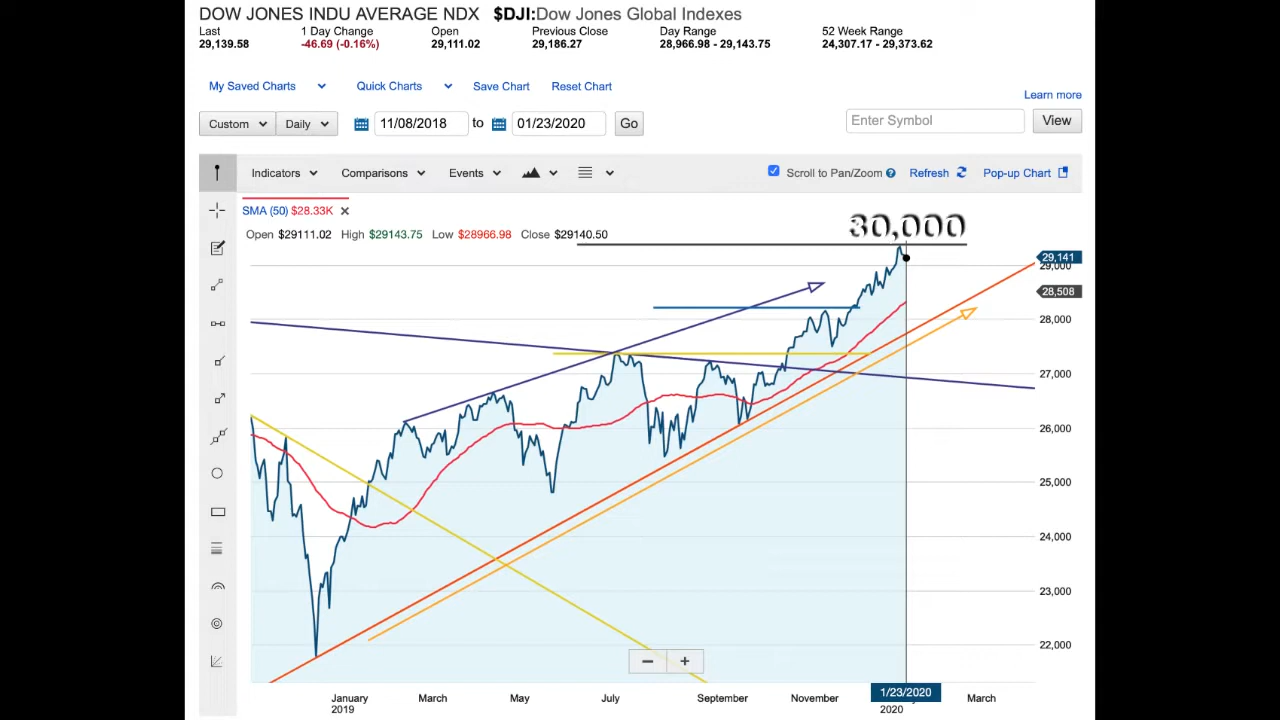 DOW JONES INDU AVERAGE NDX $DJI:Dow Jones Global Indexes
Last 1 Day Change Open Previous Close Day Range 52 Week Range
29,139.58 -46.69 (-0.16%) 29,111.02 29,186.27 28,966.98 - 29,143.75 24,307.17 - 29,373.62
My Saved Charts Quick Charts Save Chart Reset Chart
Learn more
Custom Daily 11/08/2018 to 01/23/2020 Go Enter Symbol View
Indicators Comparisons Events Scroll to Pan/Zoom ? Refresh Pop-up Chart
SMA (50) $28.33K
30,000
Open $29111.02 High $29143.75 Low $28966.98 Close $29140.50
29,141
29,000
28,508
28,000
27,000
26,000
25,000
24,000
23,000
22,000
January March May July September November 1/23/2020 March
2019 2020